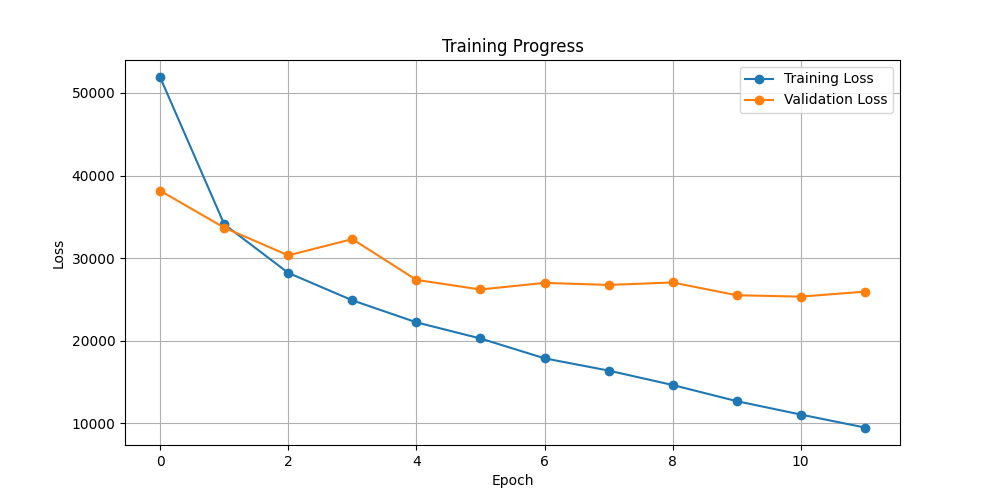 Training Progress
Training Loss
Validation Loss
50000
40000
30000
20000
10000
Loss
0 2 4 6 8 10
Epoch